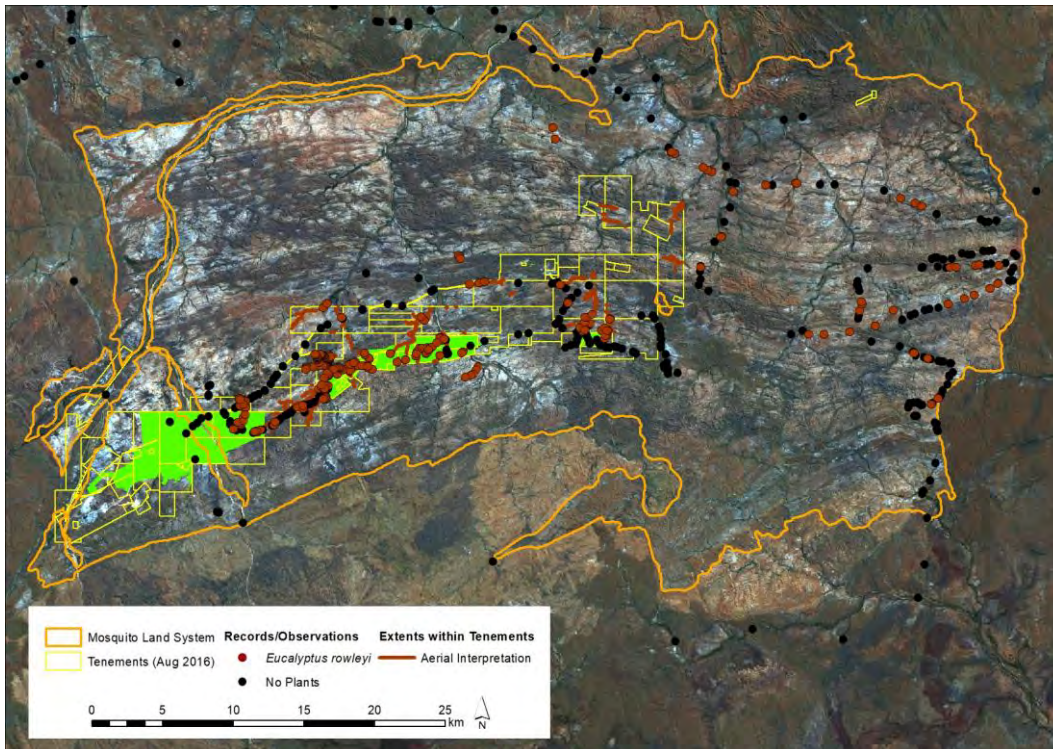 Mosquito Land System
Tenements (Aug 2016)
Records/Observations
Eucalyptus rowleyi
No Plants
Extents within Tenements
Aerial Interpretation
0 5 10 15 20 25
km
N